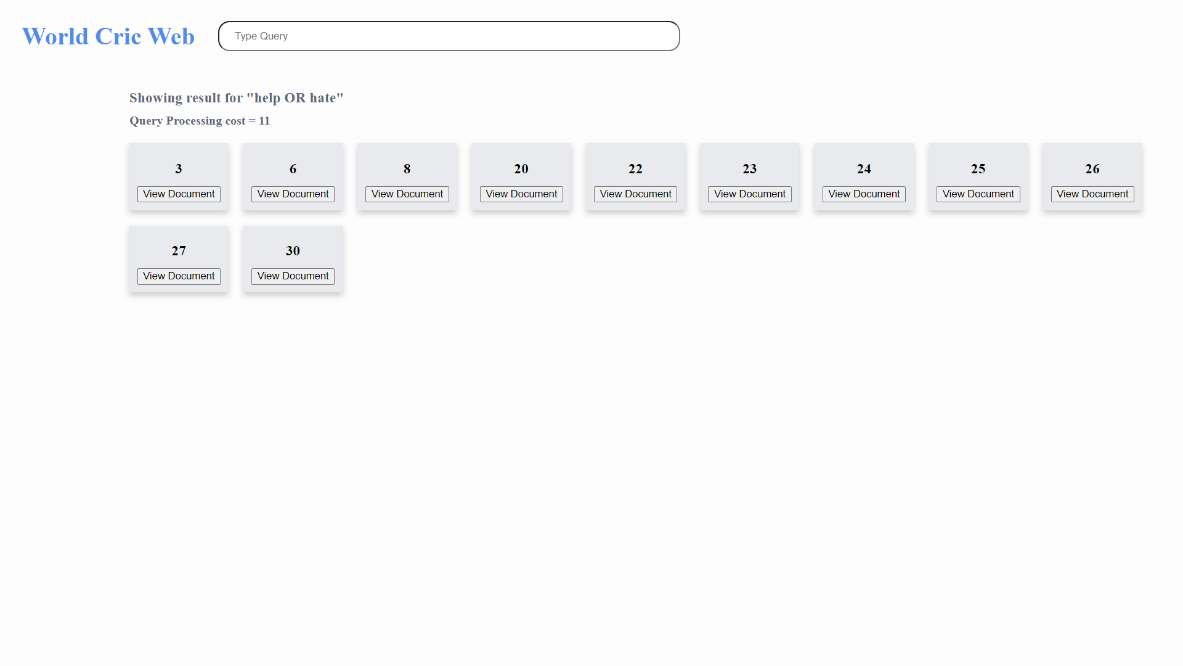 World Cric Web
Type Query
Showing result for "help OR hate"
Query Processing cost = 11
3 6 8 20 22 23 24 25 26
View Document View Document View Document View Document View Document View Document View Document View Document View Document
27 30
View Document View Document